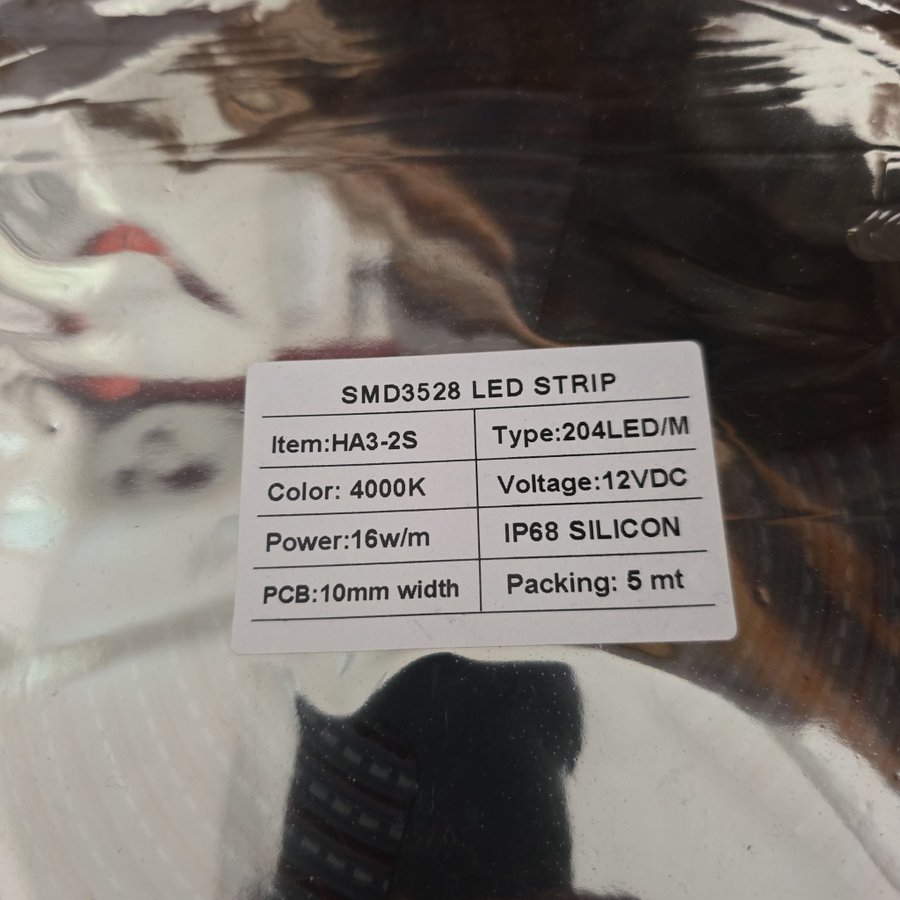 SMD3528 LED STRIP
Item:HA3-2S
Type:204LED/M
Color: 4000K
Voltage:12VDC
Power:16w/m
IP68 SILICON
PCB:10mm width
Packing: 5 mt